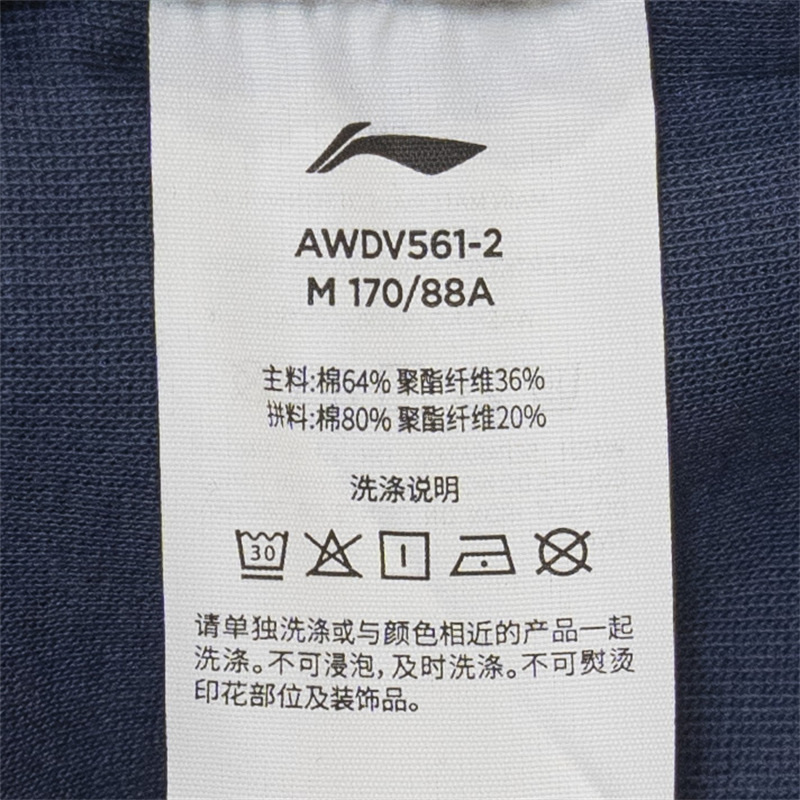 AWDV561-2
M 170/88A
主料:棉64% 聚酯纤维36%
拼料:棉80% 聚酯纤维20%
洗涤说明
30
请单独洗涤或与颜色相近的产品一起
洗涤。不可浸泡,及时洗涤。不可熨烫
印花部位及装饰品。